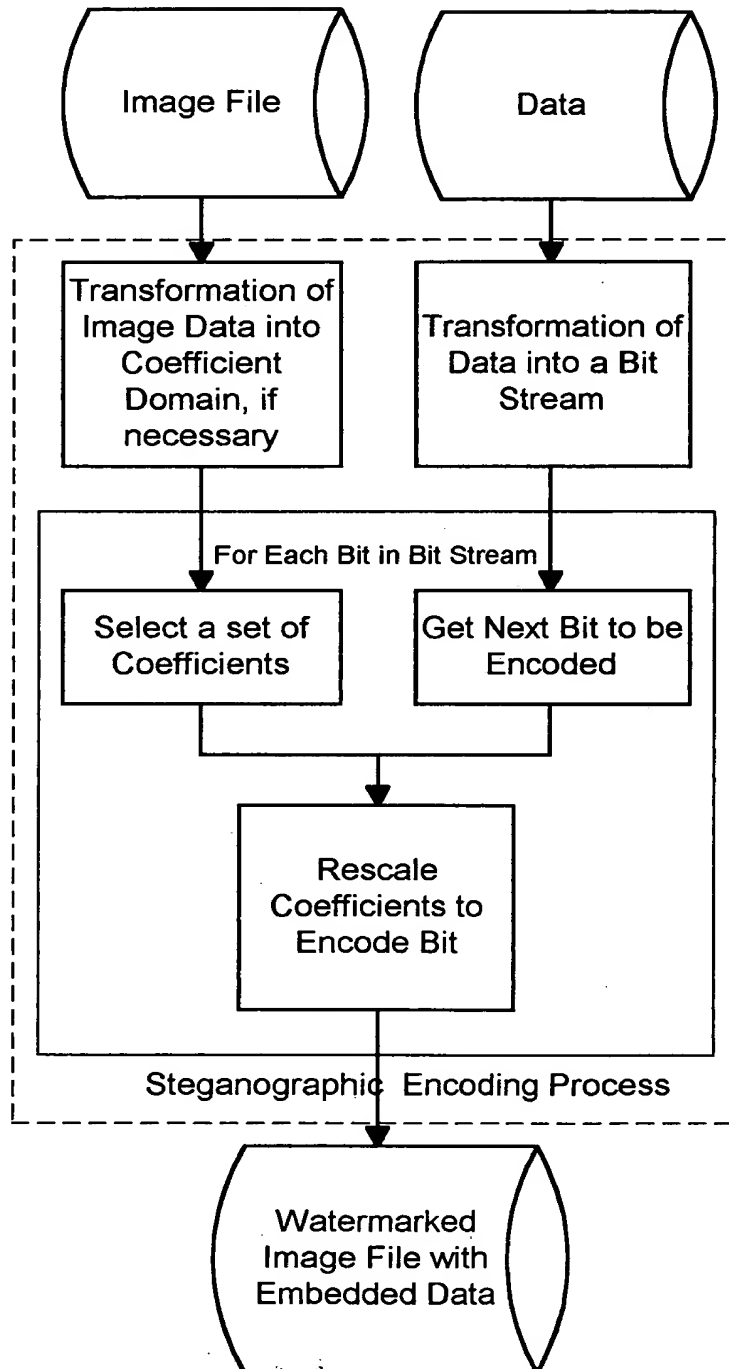 Image File
Data
Transformation of
Image Data into
Coefficient
Domain, if
necessary
Transformation of
Data into a Bit
Stream
For Each Bit in Bit Stream
Select a set of
Coefficients
Get Next Bit to be
Encoded
Rescale
Coefficients to
Encode Bit
Steganographic Encoding Process
Watermarked
Image File with
Embedded Data